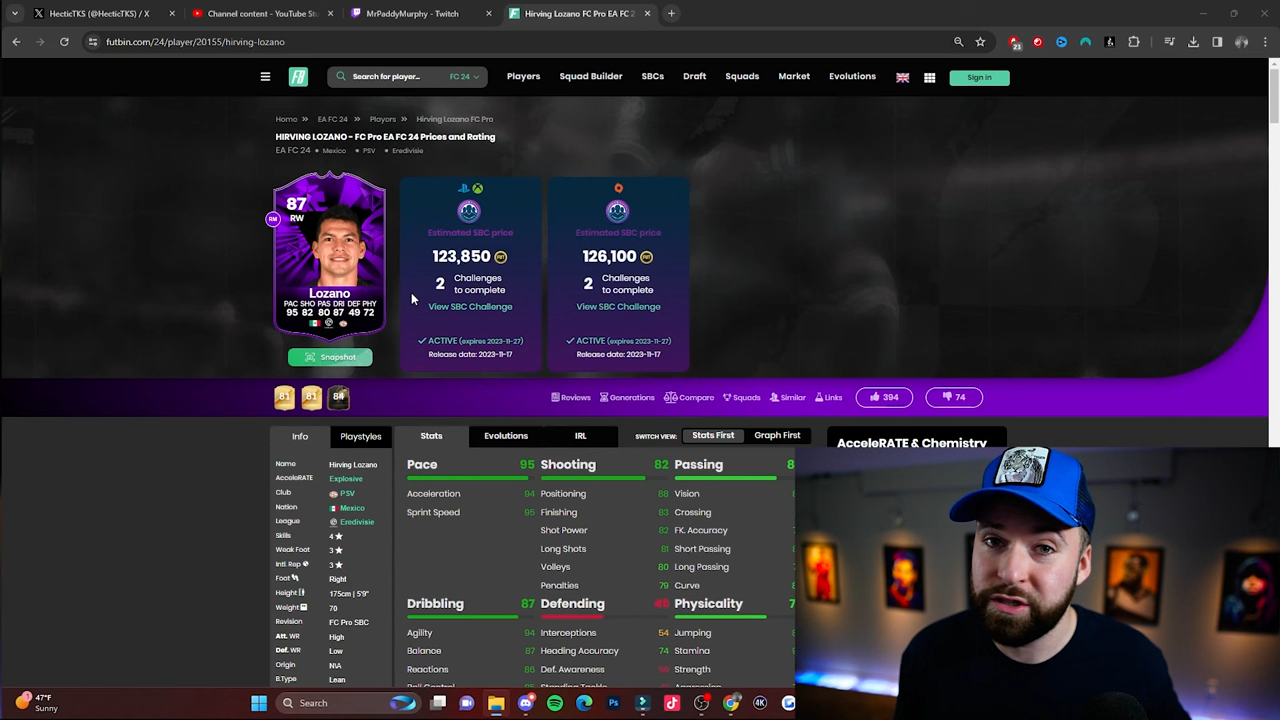 HecticTKS (@HecticTKS) / X
Channel content - YouTube Stu
MrPaddyMurphy - Twitch
Hirving Lozano FC Pro EA FC 2
futbin.com/24/player/20155/hirving-lozano
23
Search for player...
FC 24
Players
Squad Builder
SBCs
Draft
Squads
Market
Evolutions
Sign in
Home
EA FC 24
Players
Hirving Lozano FC Pro
HIRVING LOZANO - FC Pro EA FC 24 Prices and Rating
EA FC 24 • Mexico • PSV • Eredivisie
87
RW
RM
Lozano
PAC SHO PAS DRI DEF PHY
95 82 80 87 49 72
Snapshot
Estimated SBC price
123,850
2 Challenges to complete
View SBC Challenge
ACTIVE (expires 2023-11-27)
Release date: 2023-11-17
Estimated SBC price
126,100
2 Challenges to complete
View SBC Challenge
ACTIVE (expires 2023-11-27)
Release date: 2023-11-17
81
81
84
Reviews
Generations
Compare
Squads
Similar
Links
394
74
Info
Playstyles
Stats
Evolutions
IRL
SWITCH VIEW:
Stats First
Graph First
AcceleRATE & Chemistry
Name Hirving Lozano
AcceleRATE Explosive
Club PSV
Nation Mexico
League Eredivisie
Skills 4 ★
Weak Foot 3 ★
Intl. Rep 3 ★
Foot Right
Height 175cm | 5'9"
Weight 70
Revision FC Pro SBC
Att. WR High
Def. WR Low
Origin N\A
B.Type Lean
Pace 95
Acceleration 94
Sprint Speed 95
Shooting 82
Positioning 88
Finishing 83
Shot Power 82
Long Shots 81
Volleys 80
Penalties 79
Passing 8
Vision
Crossing
FK. Accuracy
Short Passing
Long Passing
Curve
Dribbling 87
Agility 94
Balance 87
Reactions 86
Defending
Interceptions 54
Heading Accuracy 74
Def. Awareness
Physicality 7
Jumping
Stamina
Strength
47°F
Sunny
Search